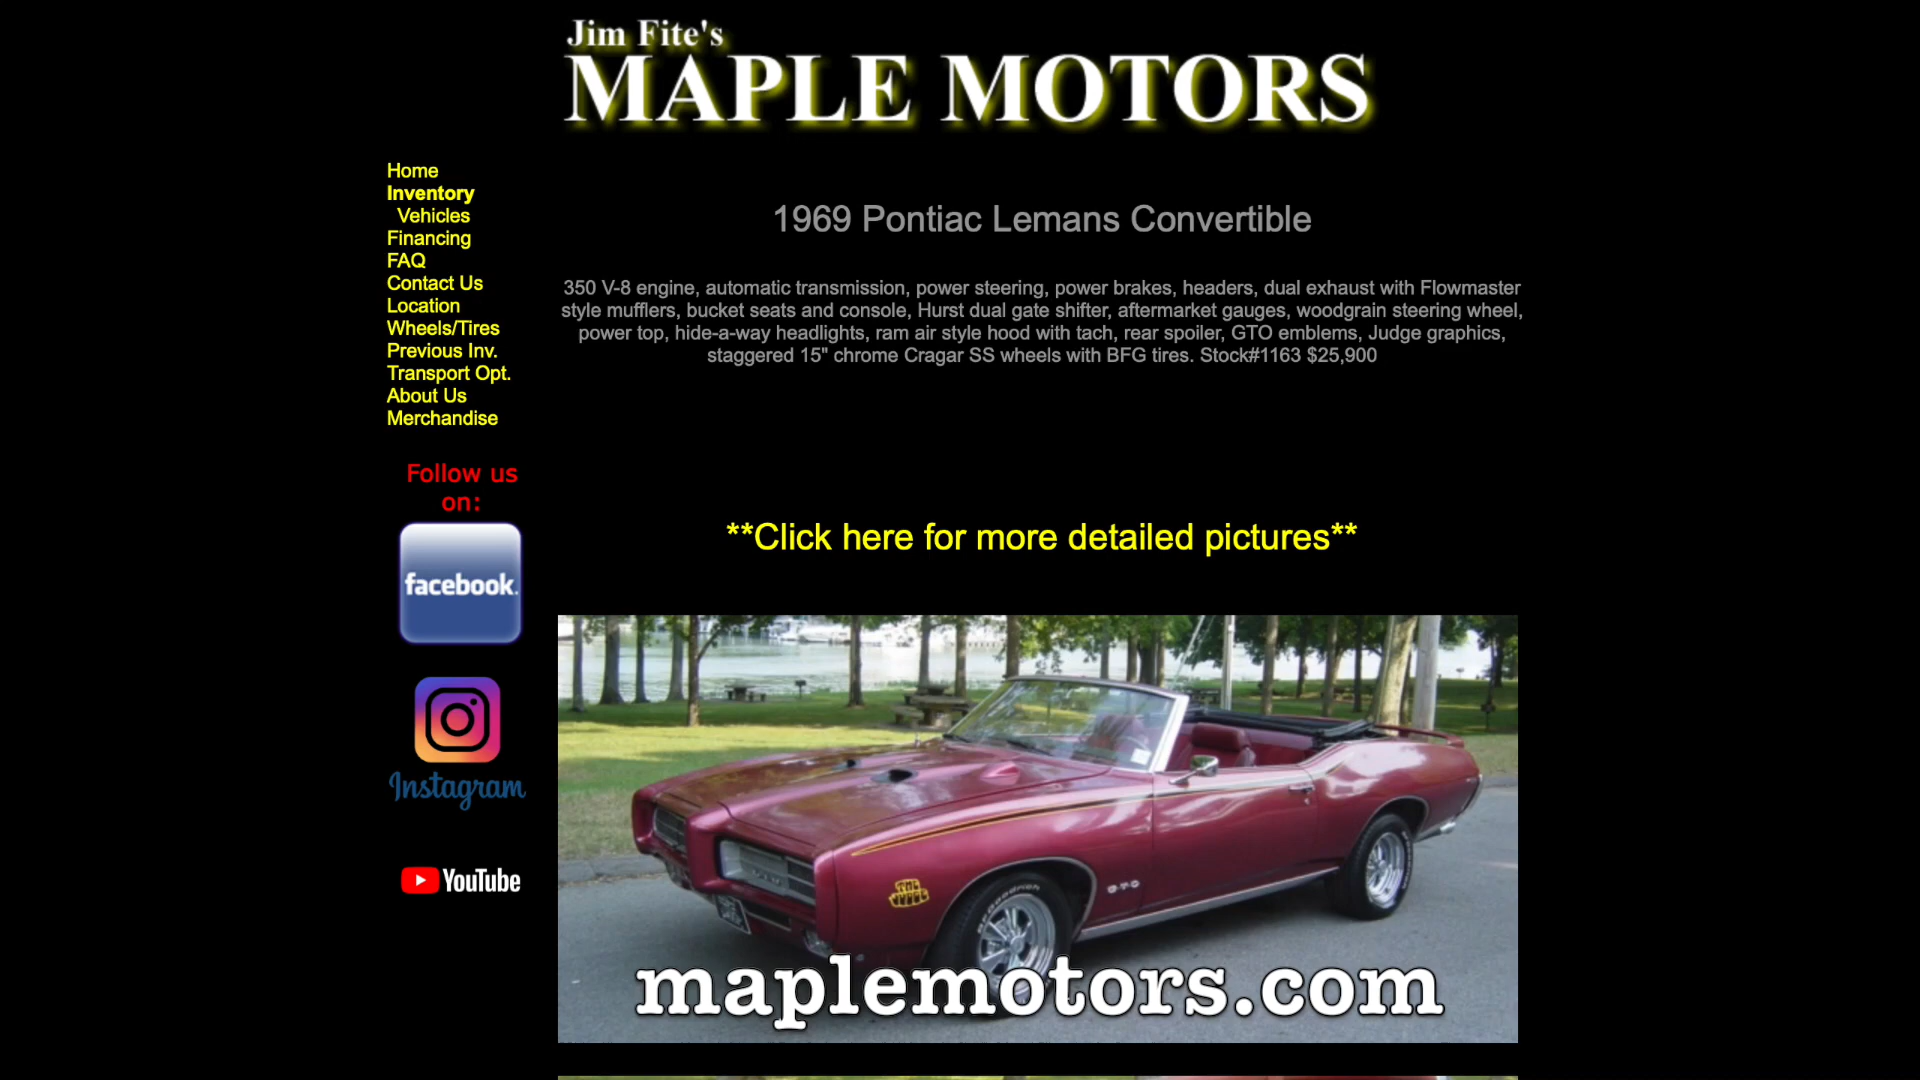 Jim Fite's
MAPLE MOTORS
Home
Inventory
Vehicles
Financing
FAQ
Contact Us
Location
Wheels/Tires
Previous Inv.
Transport Opt.
About Us
Merchandise
Follow us
on:
facebook.
Instagram
YouTube
1969 Pontiac Lemans Convertible
350 V-8 engine, automatic transmission, power steering, power brakes, headers, dual exhaust with Flowmaster
style mufflers, bucket seats and console, Hurst dual gate shifter, aftermarket gauges, woodgrain steering wheel,
power top, hide-a-way headlights, ram air style hood with tach, rear spoiler, GTO emblems, Judge graphics,
staggered 15" chrome Cragar SS wheels with BFG tires. Stock#1163 $25,900
**Click here for more detailed pictures**
THE
JUDGE
GTO
BFGoodrich
maplemotors.com